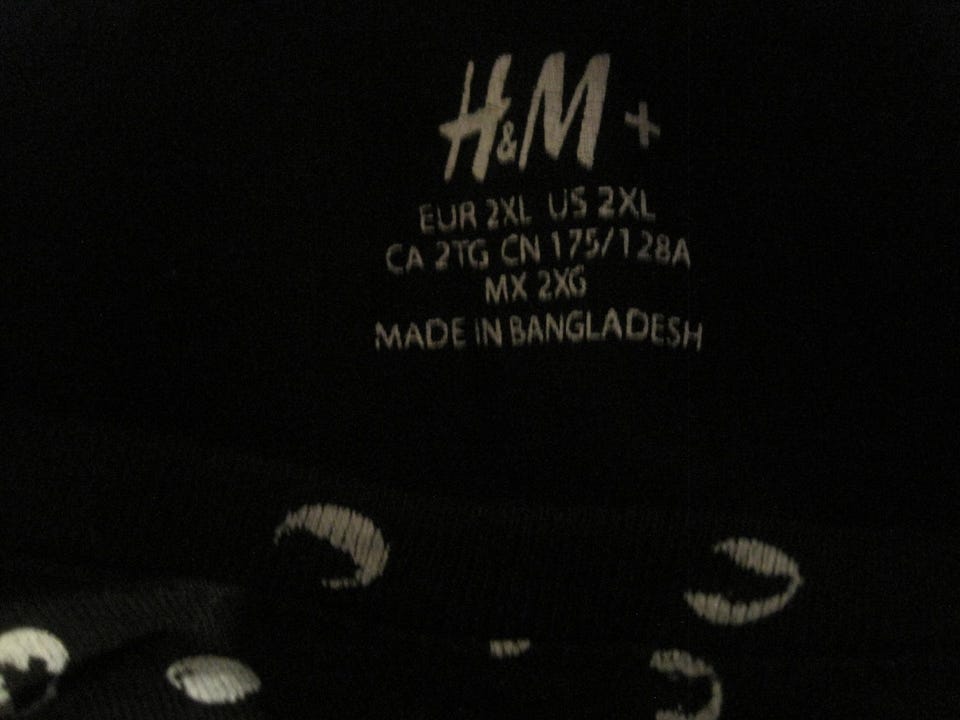 H&M +
EUR 2XL US 2XL
CA 2TG CN 175/128A
MX 2XG
MADE IN BANGLADESH